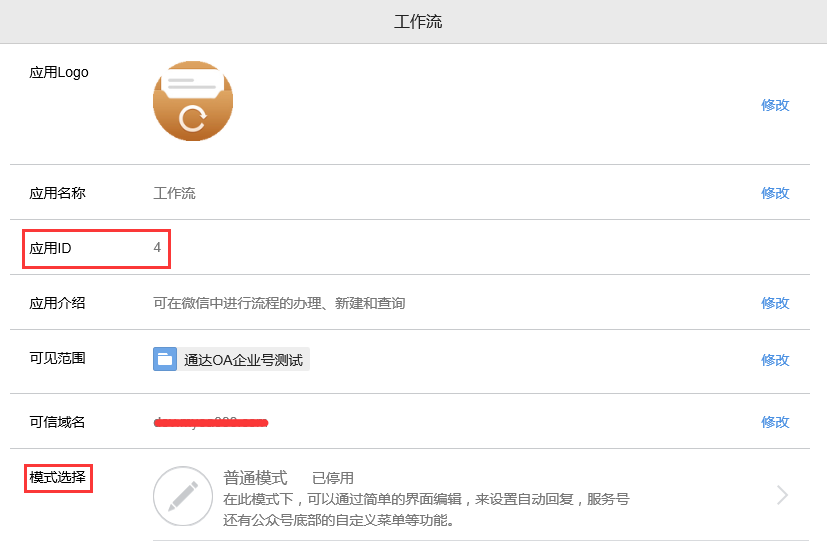 工作流
应用Logo
修改
应用名称 工作流 修改
应用ID 4
应用介绍 可在微信中进行流程的办理、新建和查询 修改
可见范围 通达OA企业号测试 修改
可信域名 修改
模式选择
普通模式 已停用
在此模式下，可以通过简单的界面编辑，来设置自动回复，服务号
还有公众号底部的自定义菜单等功能。